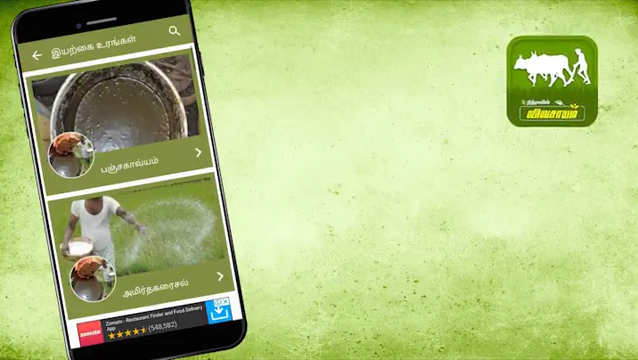 இயற்கை உரங்கள்
நித்ராவின்
விவசாயம்
பஞ்சகாவ்யம்
அமிர்தகரைசல்
zomato
Zomato - Restaurant Finder and Food Delivery
App
(548,582)